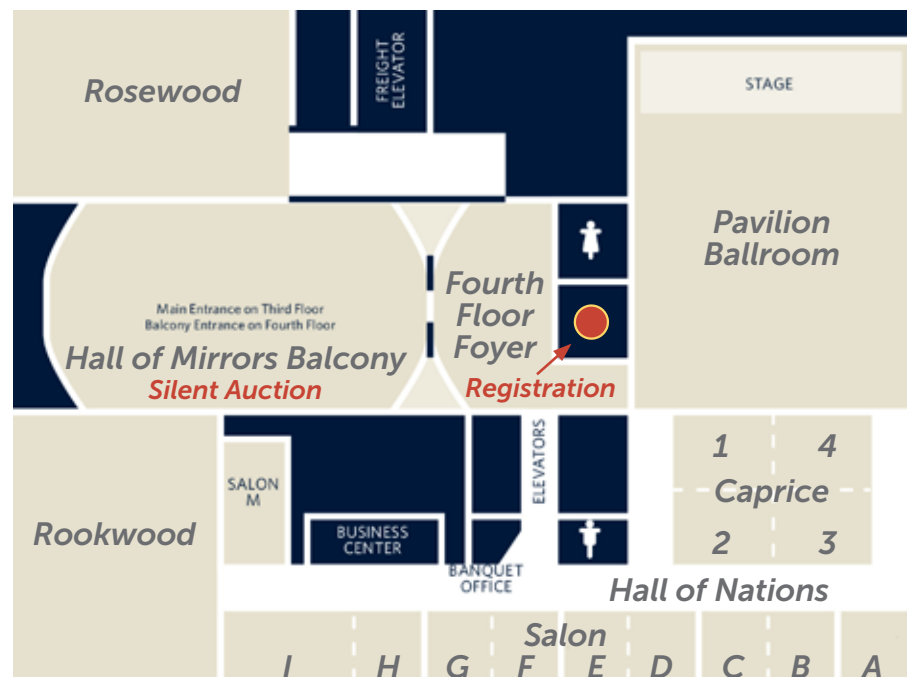 Rosewood
FREIGHT
ELEVATOR
STAGE
Pavilion
Ballroom
Fourth
Floor
Foyer
Main Entrance on Third Floor
Balcony Entrance on Fourth Floor
Hall of Mirrors Balcony
Silent Auction
Registration
ELEVATORS
1 4
Caprice
2 3
SALON
M
Rookwood
BUSINESS
CENTER
BANQUET
OFFICE
Hall of Nations
Salon
I H G F E D C B A